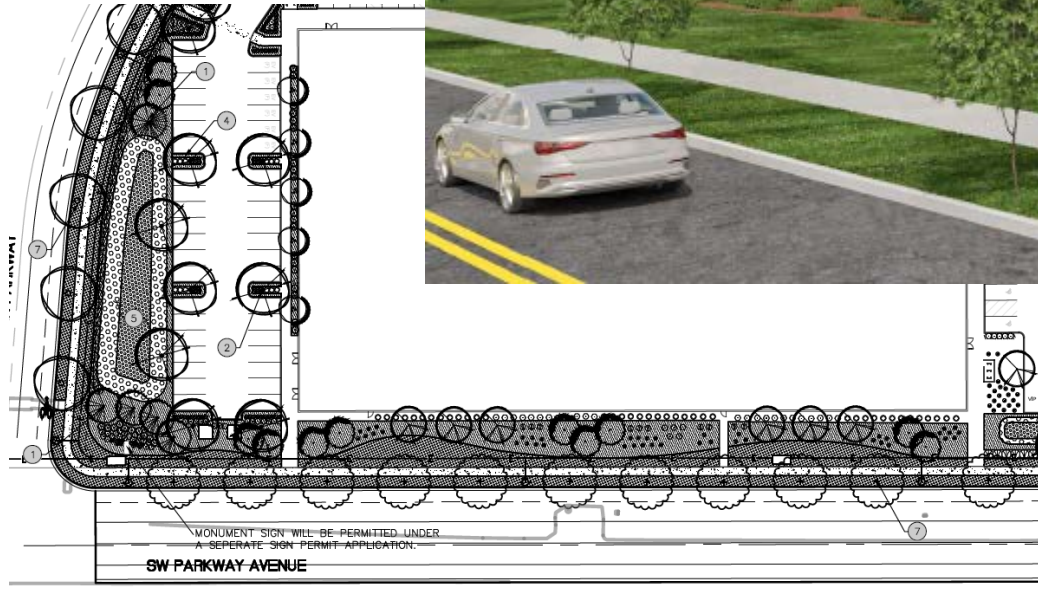 1
4
7
5
2
1
VIP
MONUMENT SIGN WILL BE PERMITTED UNDER
A SEPERATE SIGN PERMIT APPLICATION.
7
SW PARKWAY AVENUE